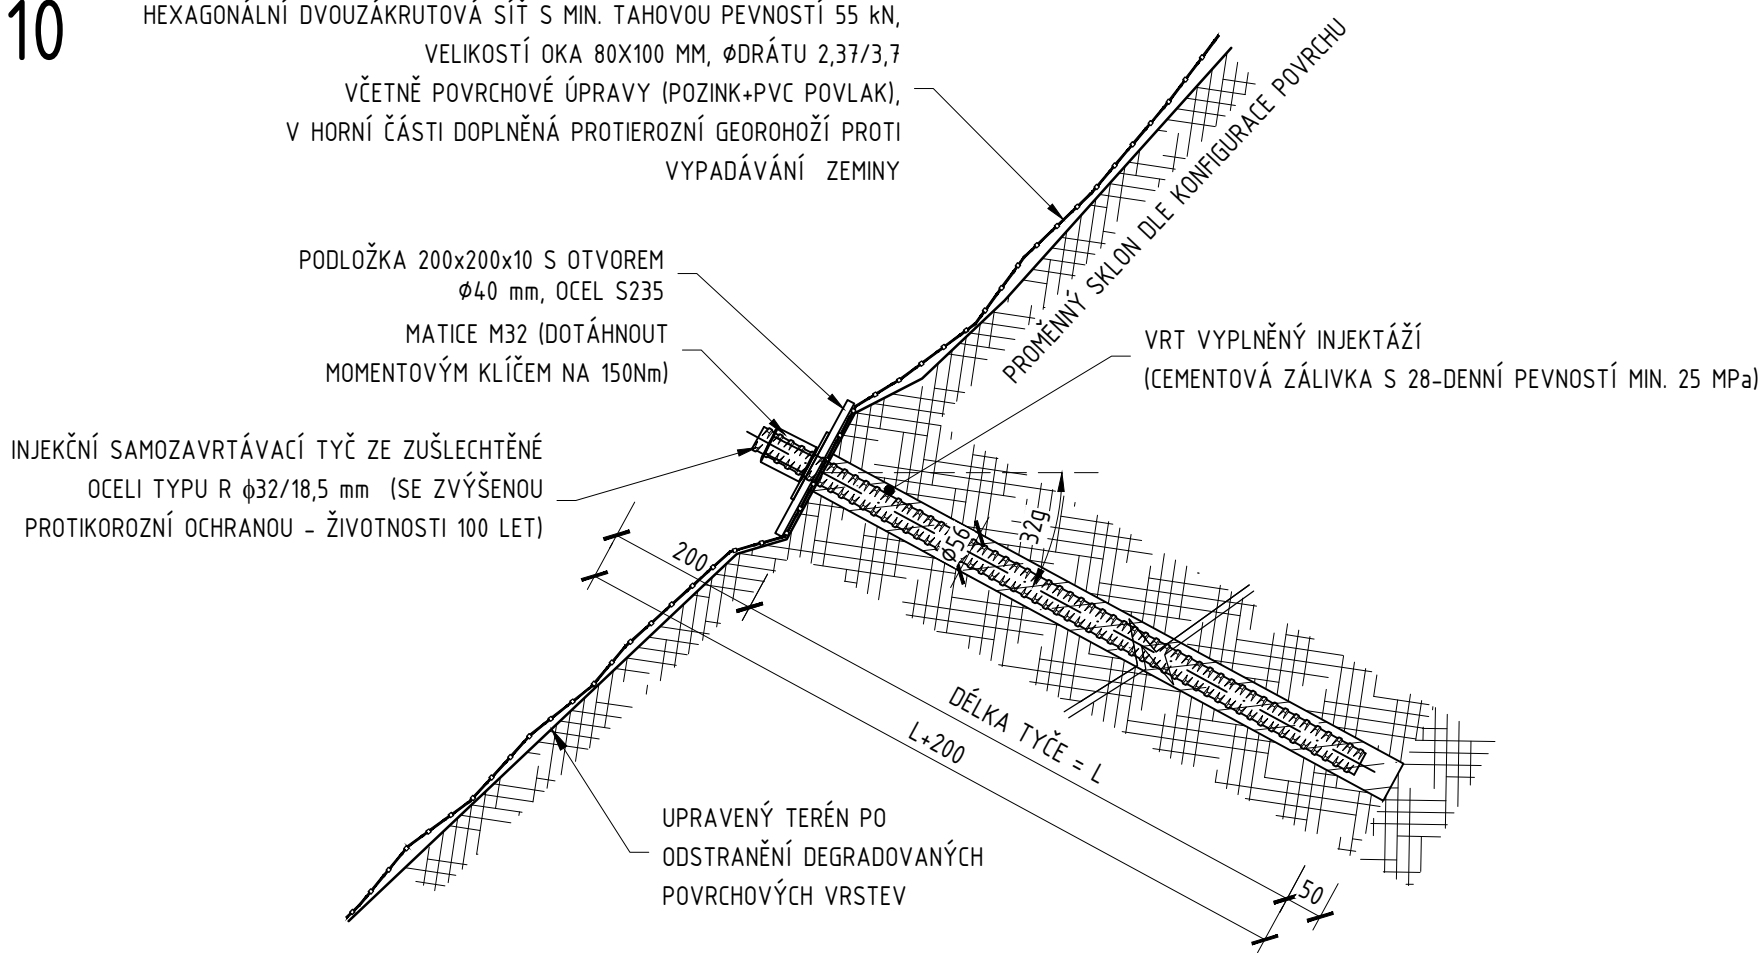 10
HEXAGONÁLNÍ DVOUZÁKRUTOVÁ SÍŤ S MIN. TAHOVOU PEVNOSTÍ 55 kN,
VELIKOSTÍ OKA 80X100 MM, ϕDRÁTU 2,37/3,7
VČETNĚ POVRCHOVÉ ÚPRAVY (POZINK+PVC POVLAK),
V HORNÍ ČÁSTI DOPLNĚNÁ PROTIEROZNÍ GEOROHOŽÍ PROTI
VYPADÁVÁNÍ ZEMINY
PROMĚNNÝ SKLON DLE KONFIGURACE POVRCHU
PODLOŽKA 200x200x10 S OTVOREM
ϕ40 mm, OCEL S235
MATICE M32 (DOTÁHNOUT
MOMENTOVÝM KLÍČEM NA 150Nm)
VRT VYPLNĚNÝ INJEKTÁŽÍ
(CEMENTOVÁ ZÁLIVKA S 28-DENNÍ PEVNOSTÍ MIN. 25 MPa)
INJEKČNÍ SAMOZAVRTÁVACÍ TYČ ZE ZUŠLECHTĚNÉ
OCELI TYPU R ϕ32/18,5 mm (SE ZVÝŠENOU
PROTIKOROZNÍ OCHRANOU - ŽIVOTNOSTI 100 LET)
200
ϕ56
32g
DÉLKA TYČE = L
L+200
50
UPRAVENÝ TERÉN PO
ODSTRANĚNÍ DEGRADOVANÝCH
POVRCHOVÝCH VRSTEV